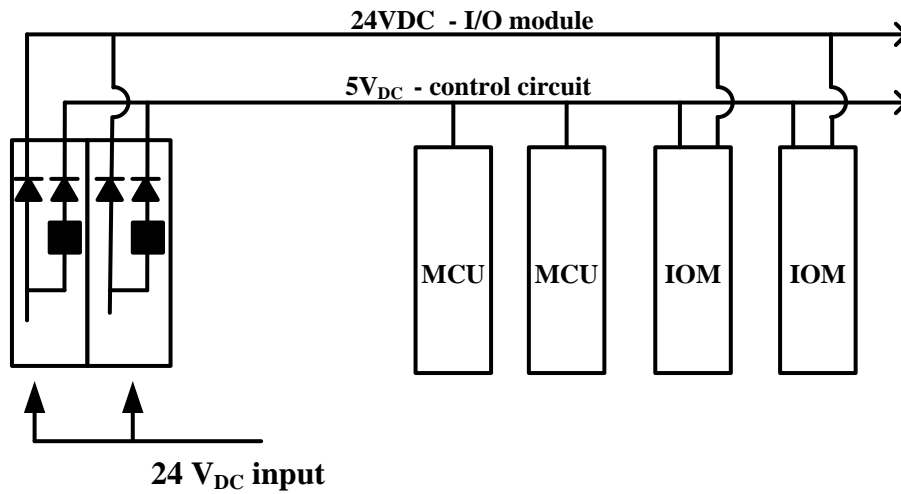 24VDC - I/O module
5VDC - control circuit
MCU MCU IOM IOM
24 VDC input